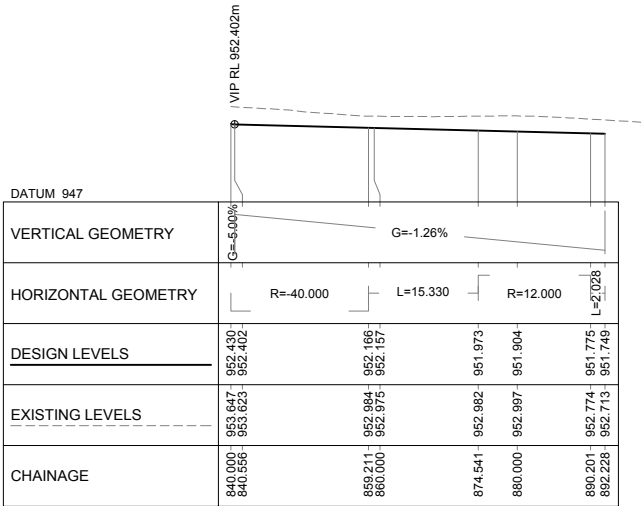 VIP RL 952.402m
DATUM 947
VERTICAL GEOMETRY
G=-5.00%
G=-1.26%
HORIZONTAL GEOMETRY
R=-40.000
L=15.330
R=12.000
L=2.028
DESIGN LEVELS
952.430
952.402
952.166
952.157
951.973
951.904
951.775
951.749
EXISTING LEVELS
953.647
953.623
952.984
952.975
952.982
952.997
952.774
952.713
CHAINAGE
840.000
840.556
859.211
860.000
874.541
880.000
890.201
892.228